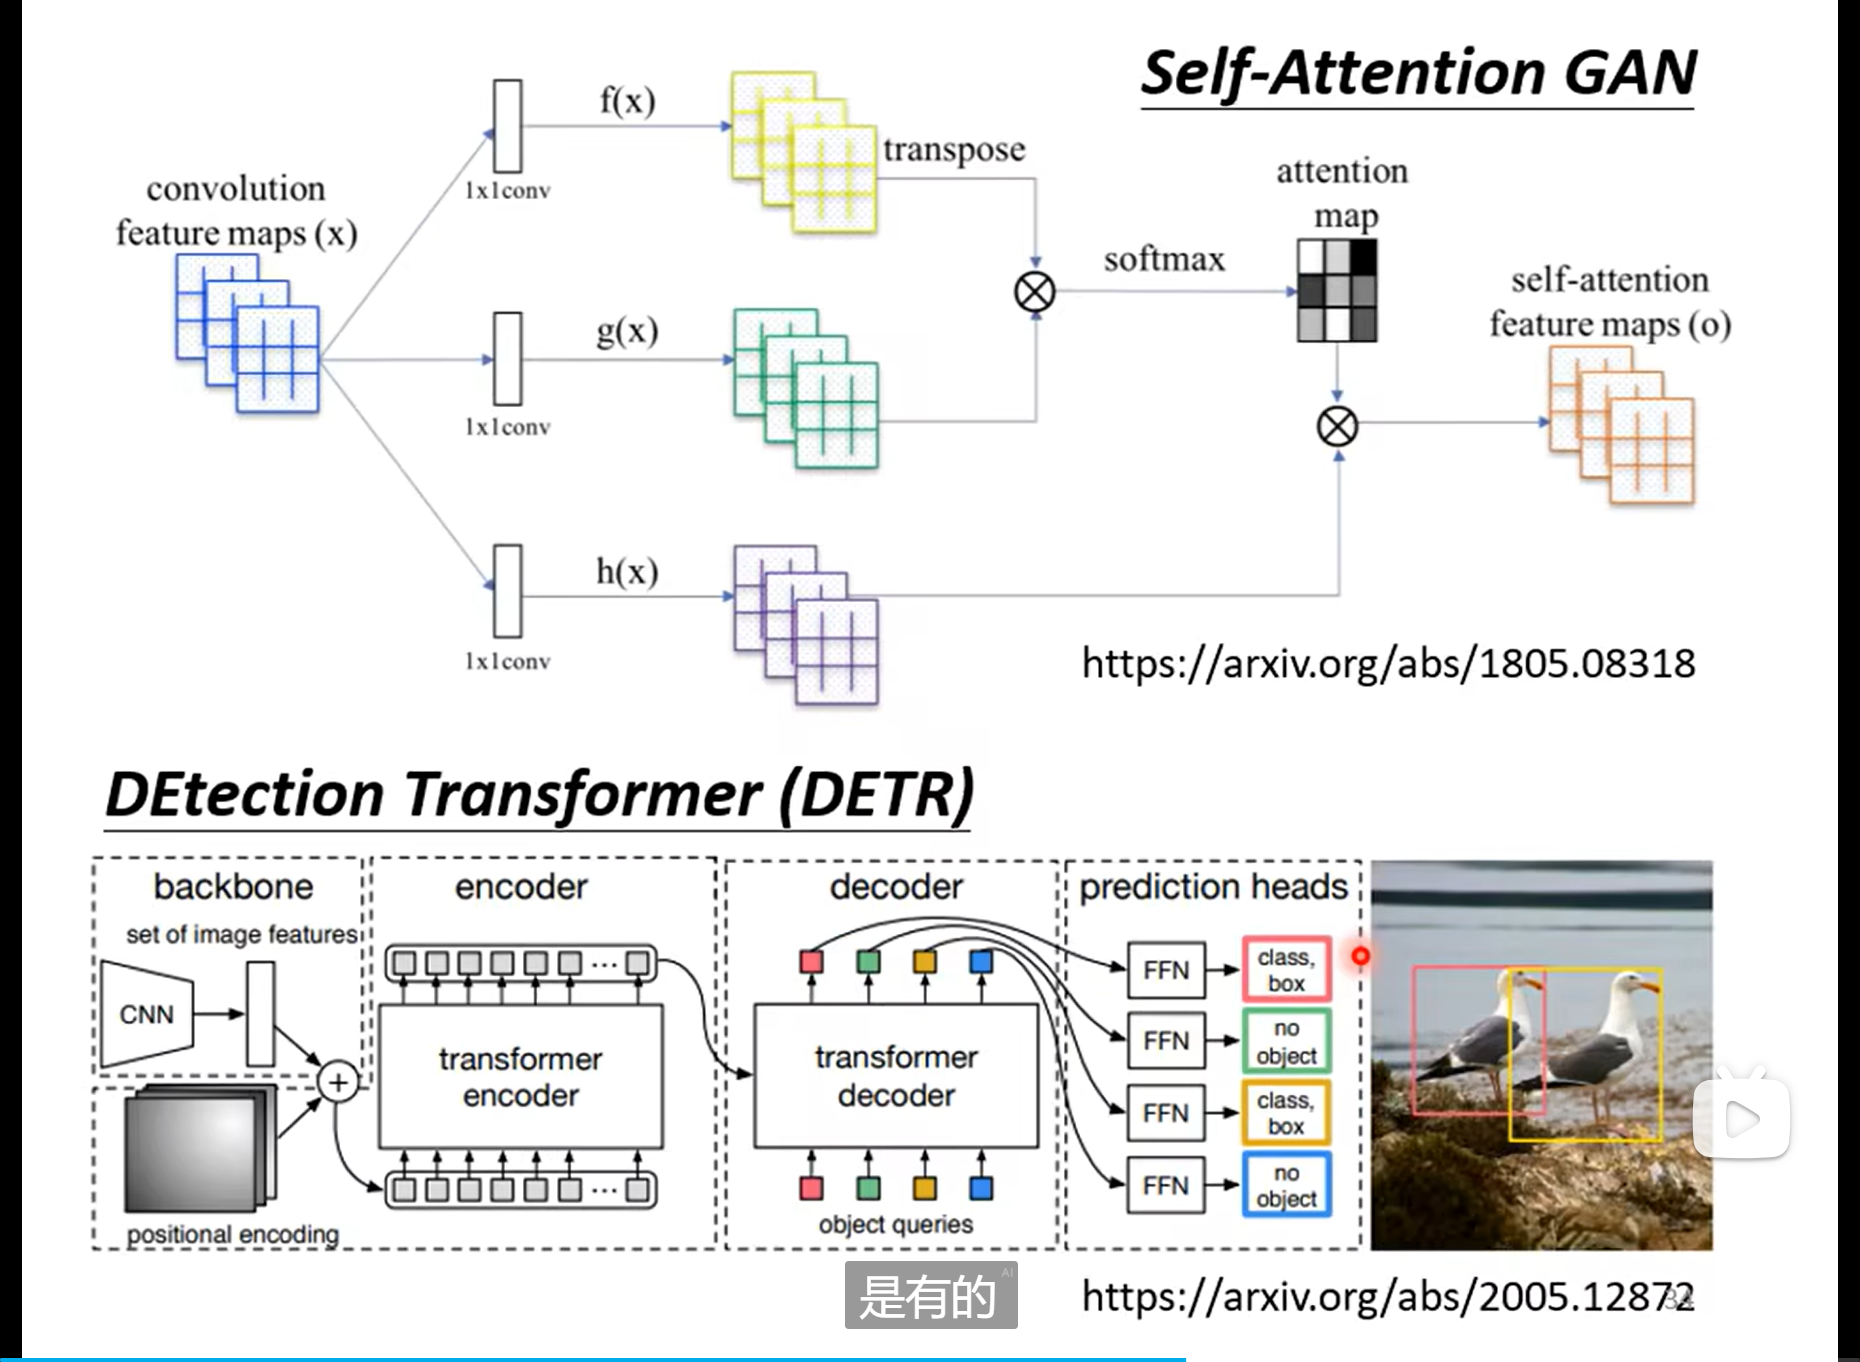 Self-Attention GAN
convolution
feature maps (x)
1x1conv
f(x)
transpose
1x1conv
g(x)
1x1conv
h(x)
softmax
attention
map
self-attention
feature maps (o)
https://arxiv.org/abs/1805.08318
DEtection Transformer (DETR)
backbone
set of image features
CNN
+
positional encoding
encoder
...
transformer
encoder
...
decoder
transformer
decoder
object queries
prediction heads
FFN
class,
box
FFN
no
object
FFN
class,
box
FFN
no
object
是有的
AI
https://arxiv.org/abs/2005.12872
34